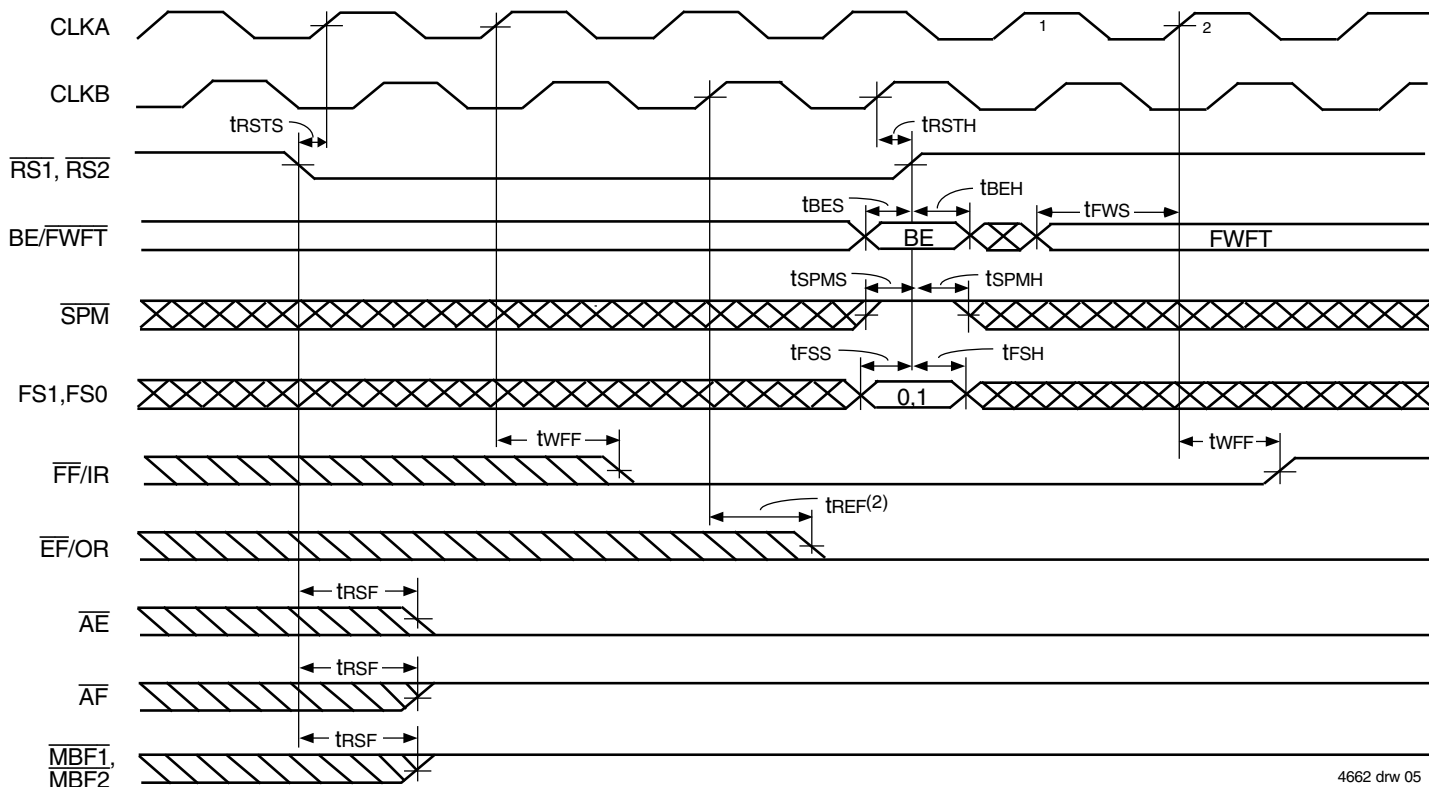 CLKA
1
2
CLKB
tRSTS
tRSTH
RS1, RS2
tBES
tBEH
tFWS
BE/FWFT
BE
FWFT
tSPMS
tSPMH
SPM
tFSS
tFSH
FS1,FS0
0,1
tWFF
tWFF
FF/IR
tREF(2)
EF/OR
tRSF
AE
tRSF
AF
tRSF
MBF1,
MBF2
4662 drw 05